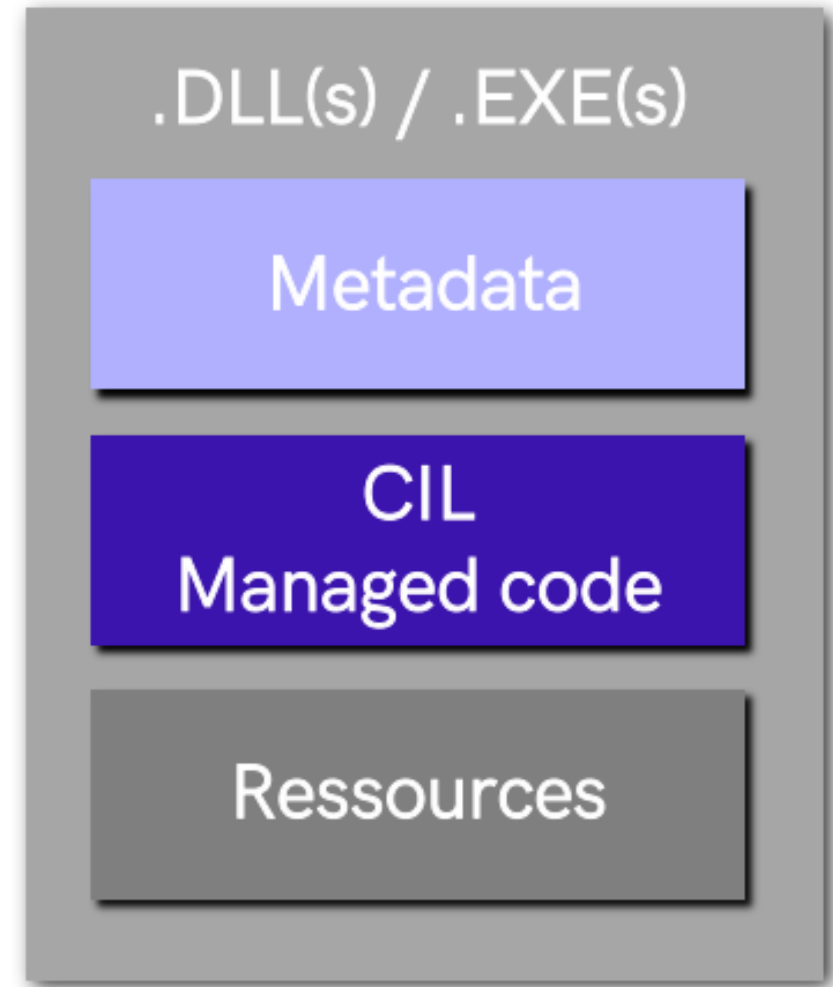 .DLL(s) / .EXE(s)
Metadata
CIL
Managed code
Ressources